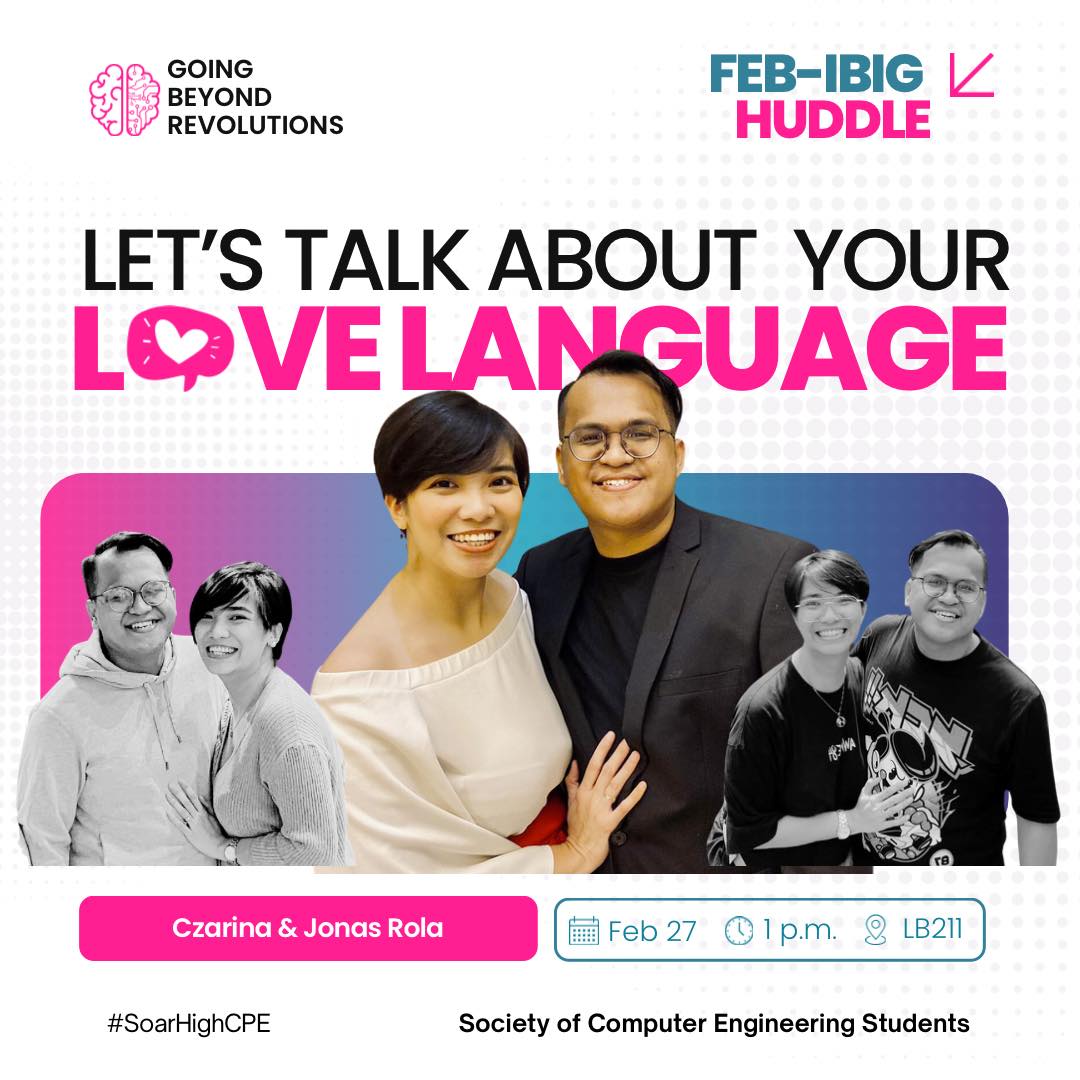 GOING
BEYOND
REVOLUTIONS
FEB-IBIG
HUDDLE
LET'S TALK ABOUT YOUR
LOVE LANGUAGE
Czarina & Jonas Rola
Feb 27 1 p.m. LB211
#SoarHighCPE
Society of Computer Engineering Students